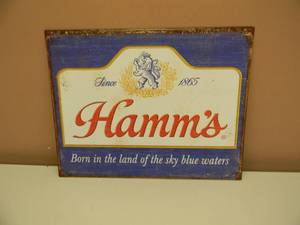 Since 1865
Hamm's
Born in the land of the sky blue waters